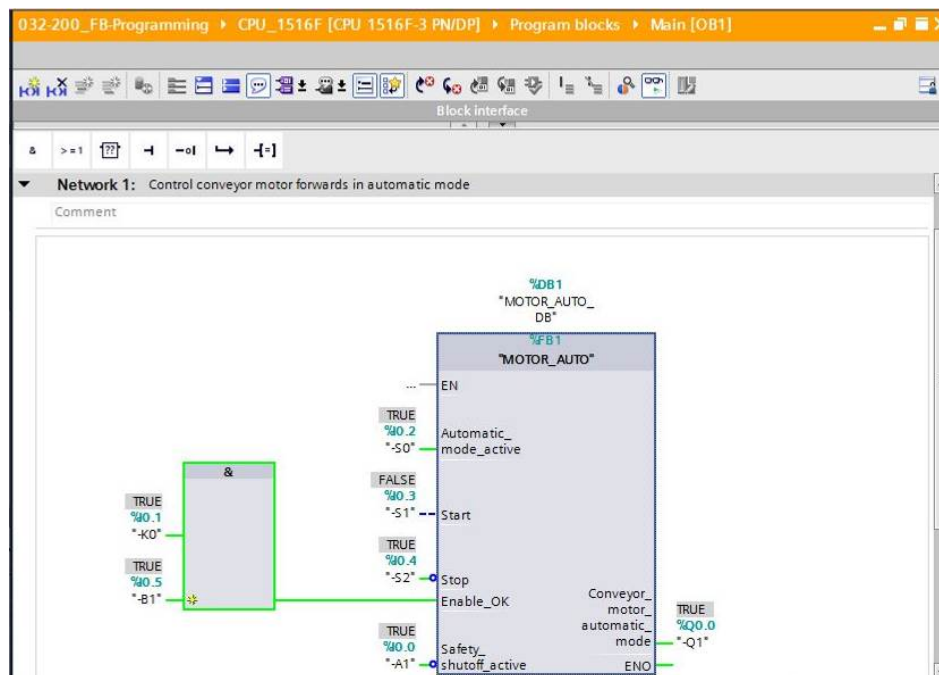 032-200_FB-Programming ▸ CPU_1516F [CPU 1516F-3 PN/DP] ▸ Program blocks ▸ Main [OB1]
Block interface
& >=1 ?? -o| -[=]
Network 1: Control conveyor motor forwards in automatic mode
Comment
%DB1
"MOTOR_AUTO_
DB"
%FB1
"MOTOR_AUTO"
... EN
TRUE
%I0.2
"-S0"
Automatic_
mode_active
FALSE
%I0.3
"-S1"
Start
TRUE
%I0.4
"-S2"
Stop
&
TRUE
%I0.1
"-K0"
TRUE
%I0.5
"-B1"
Enable_OK
TRUE
%I0.0
"-A1"
Safety_
shutoff_active
Conveyor_
motor_
automatic_
mode
TRUE
%Q0.0
"-Q1"
ENO